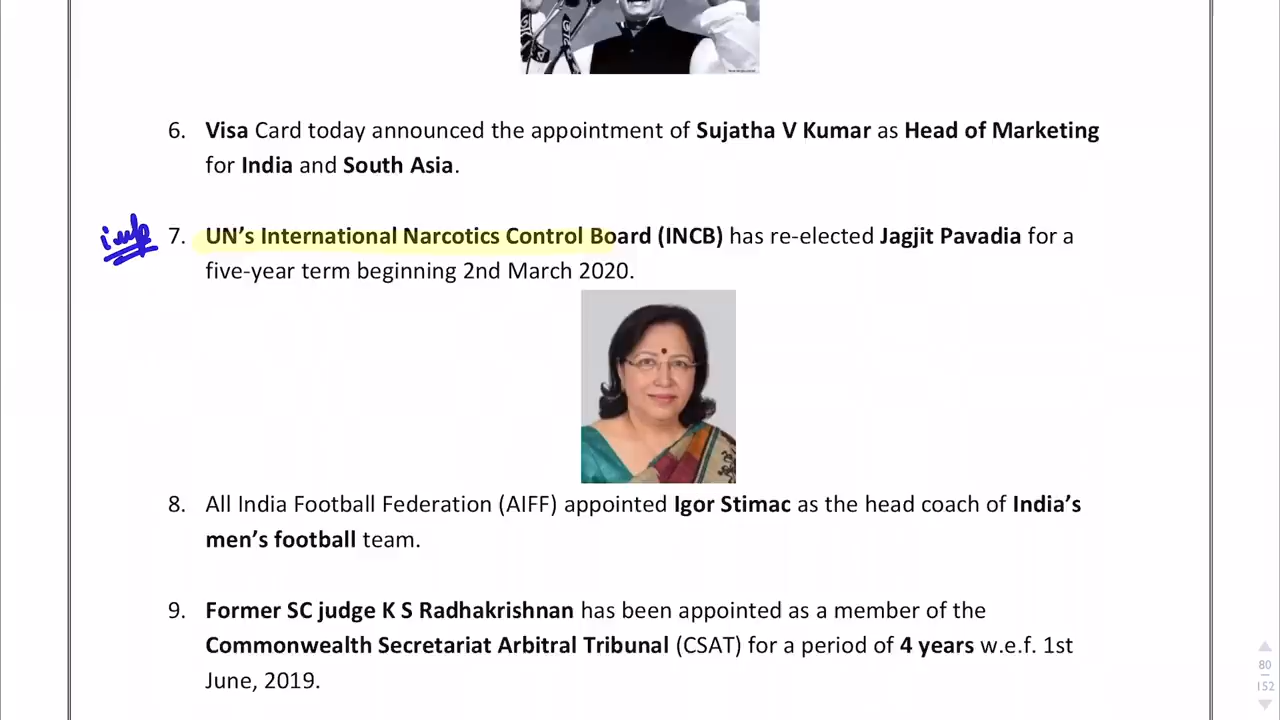 6. Visa Card today announced the appointment of Sujatha V Kumar as Head of Marketing
for India and South Asia.
imp 7. UN’s International Narcotics Control Board (INCB) has re-elected Jagjit Pavadia for a
five-year term beginning 2nd March 2020.
8. All India Football Federation (AIFF) appointed Igor Stimac as the head coach of India’s
men’s football team.
9. Former SC judge K S Radhakrishnan has been appointed as a member of the
Commonwealth Secretariat Arbitral Tribunal (CSAT) for a period of 4 years w.e.f. 1st
June, 2019.
80
152